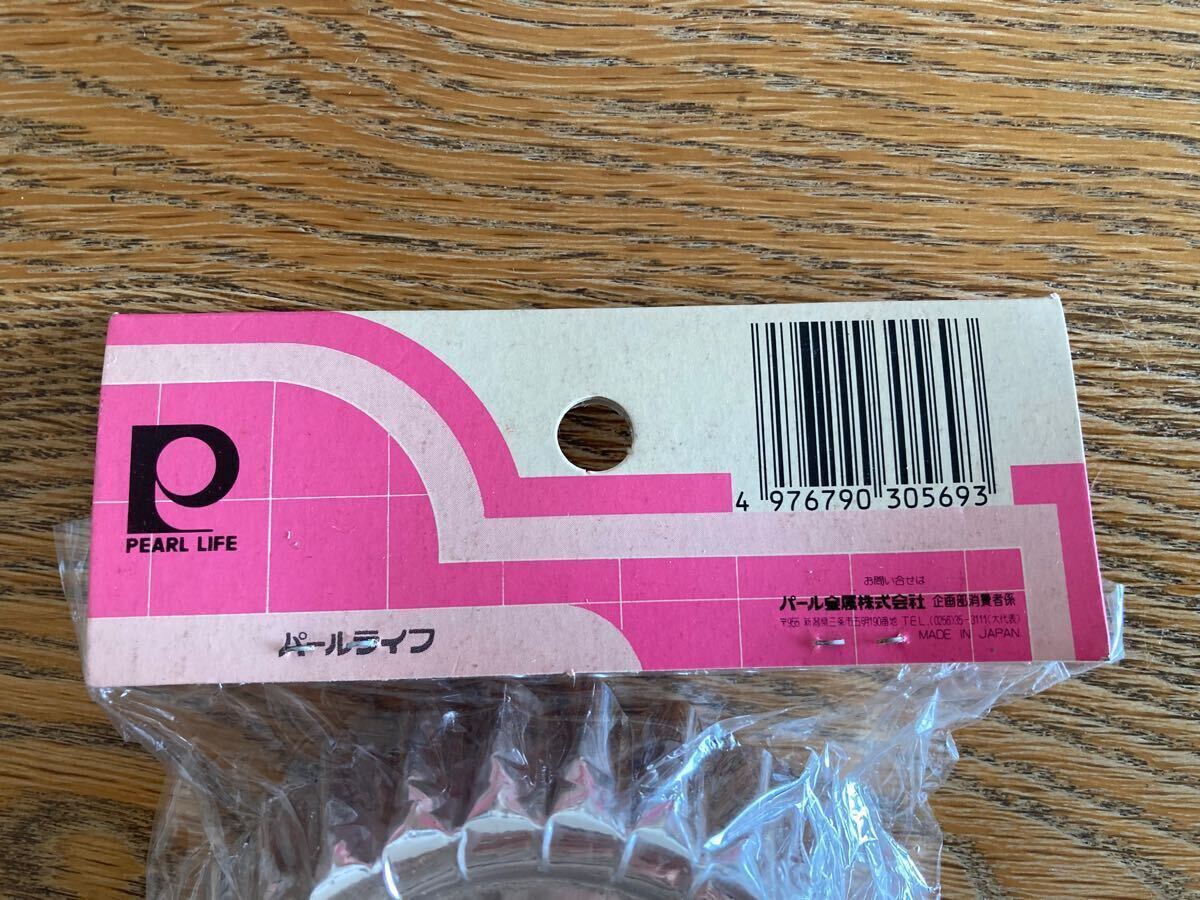 P
PEARL LIFE
パールライフ
4 976790 305693
お問い合せは
パール金属株式会社 企画部消費者係
〒955 新潟県三条市五明190番地 TEL.(0256)35-3111(大代表)
MADE IN JAPAN